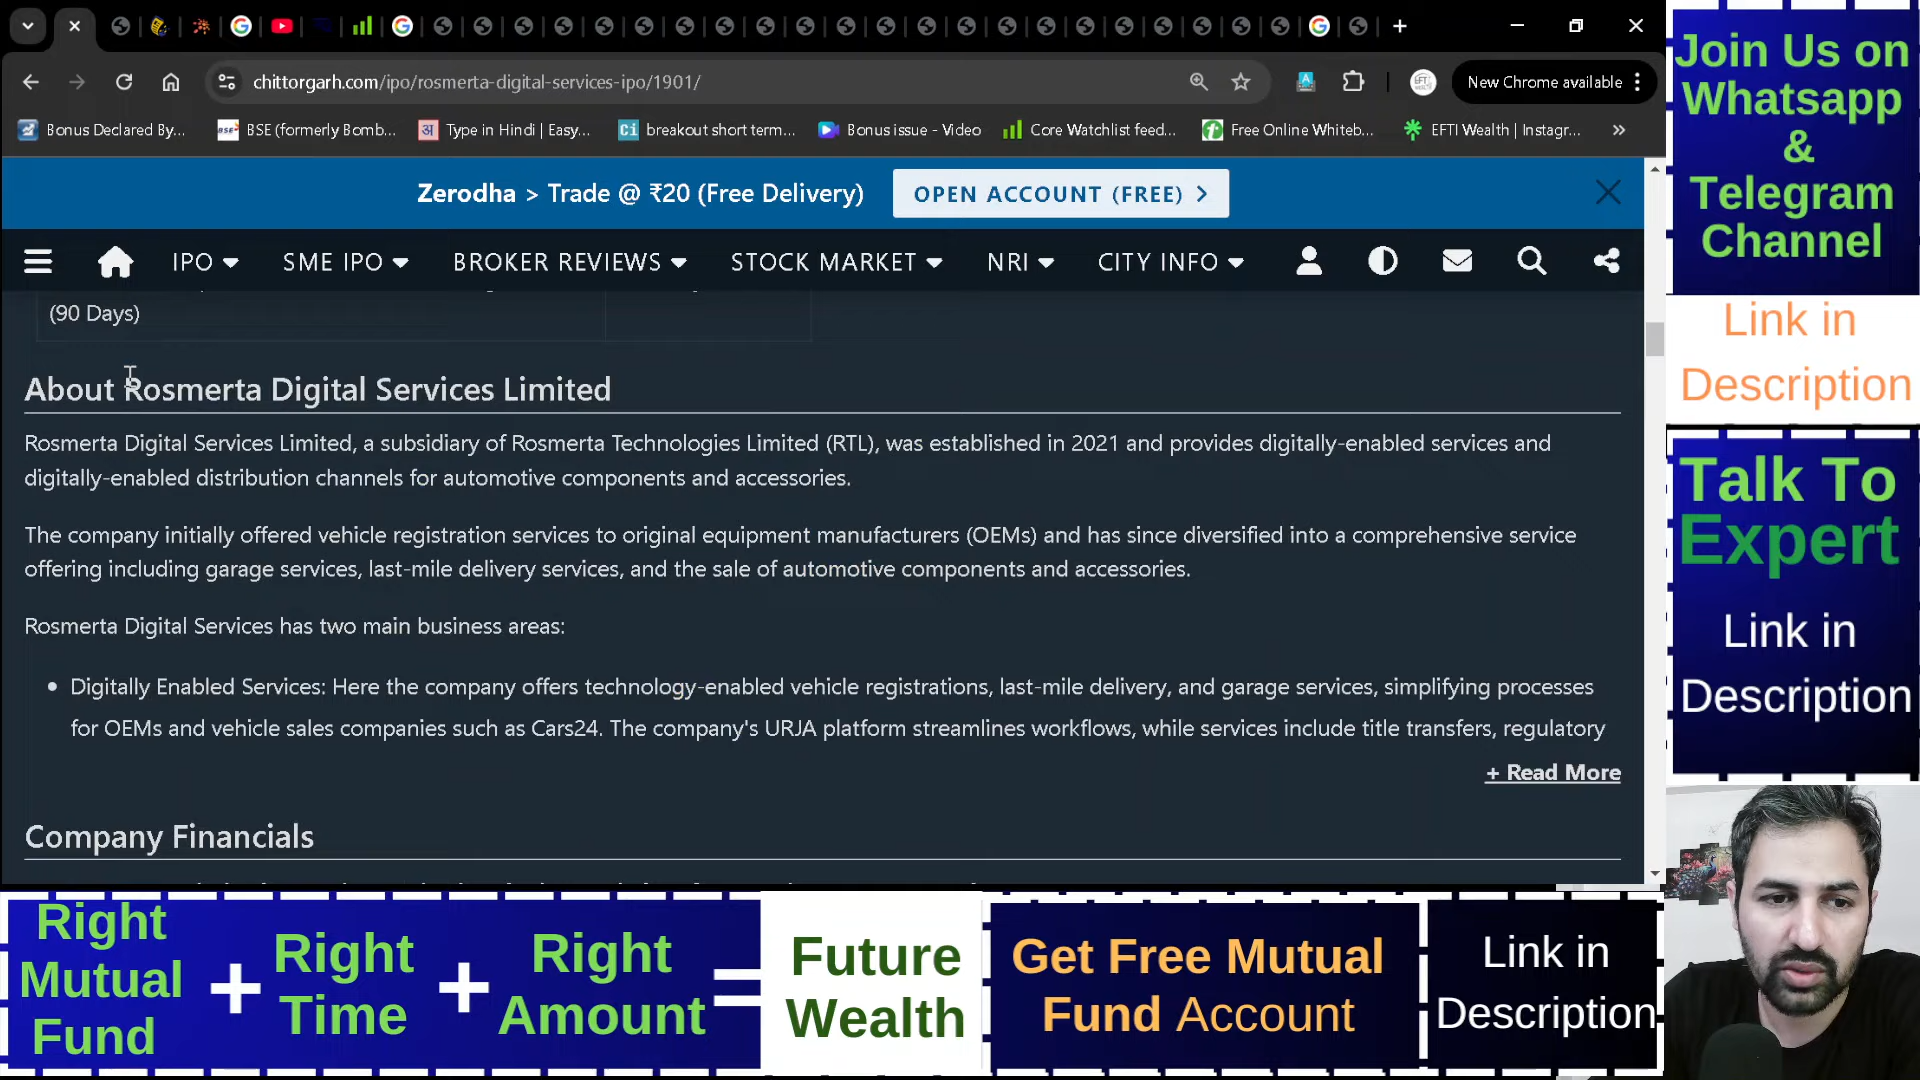 chittorgarh.com/ipo/rosmerta-digital-services-ipo/1901/
New Chrome available
Bonus Declared By...
BSE (formerly Bomb...
Type in Hindi | Easy...
breakout short term...
Bonus issue - Video
Core Watchlist feed...
Free Online Whiteb...
EFTI Wealth | Instagr...
Zerodha > Trade @ ₹20 (Free Delivery)
OPEN ACCOUNT (FREE)
IPO
SME IPO
BROKER REVIEWS
STOCK MARKET
NRI
CITY INFO
(90 Days)
About Rosmerta Digital Services Limited
Rosmerta Digital Services Limited, a subsidiary of Rosmerta Technologies Limited (RTL), was established in 2021 and provides digitally-enabled services and
digitally-enabled distribution channels for automotive components and accessories.
The company initially offered vehicle registration services to original equipment manufacturers (OEMs) and has since diversified into a comprehensive service
offering including garage services, last-mile delivery services, and the sale of automotive components and accessories.
Rosmerta Digital Services has two main business areas:
• Digitally Enabled Services: Here the company offers technology-enabled vehicle registrations, last-mile delivery, and garage services, simplifying processes
for OEMs and vehicle sales companies such as Cars24. The company's URJA platform streamlines workflows, while services include title transfers, regulatory
+ Read More
Company Financials
Join Us on
Whatsapp
&
Telegram
Channel
Link in
Description
Talk To
Expert
Link in
Description
Right
Mutual
Fund
+
Right
Time
+
Right
Amount
=
Future
Wealth
Get Free Mutual
Fund Account
Link in
Description